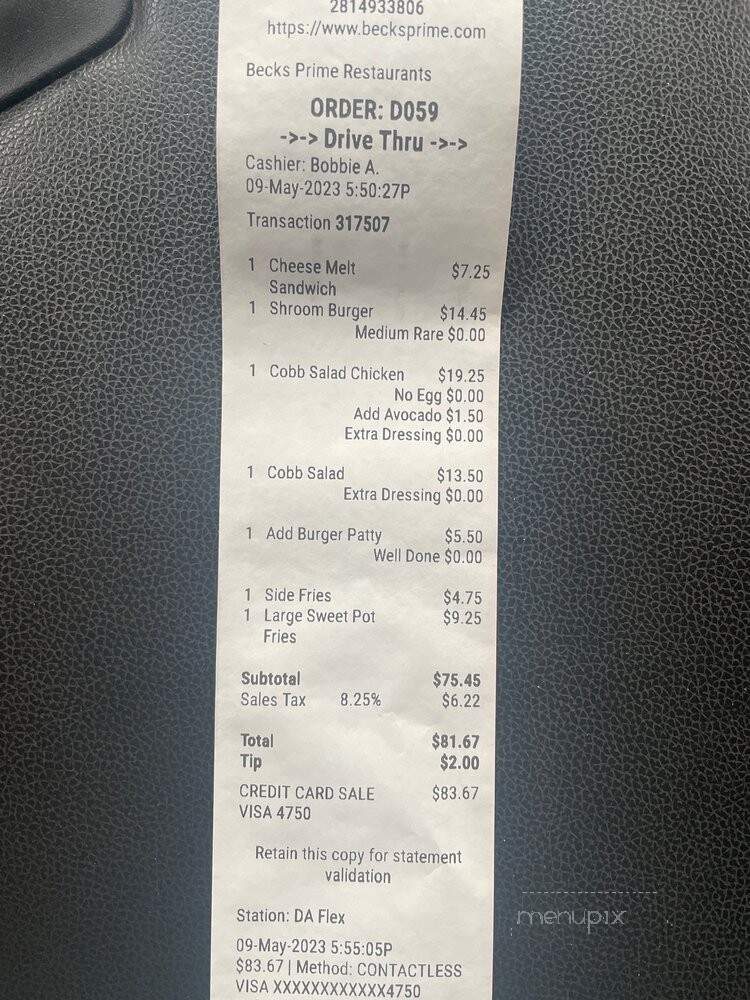 2814933806
https://www.becksprime.com
Becks Prime Restaurants
ORDER: D059
->-> Drive Thru ->->
Cashier: Bobbie A.
09-May-2023 5:50:27P
Transaction 317507
1 Cheese Melt $7.25
Sandwich
1 Shroom Burger $14.45
Medium Rare $0.00
1 Cobb Salad Chicken $19.25
No Egg $0.00
Add Avocado $1.50
Extra Dressing $0.00
1 Cobb Salad $13.50
Extra Dressing $0.00
1 Add Burger Patty $5.50
Well Done $0.00
1 Side Fries $4.75
1 Large Sweet Pot $9.25
Fries
Subtotal $75.45
Sales Tax 8.25% $6.22
Total $81.67
Tip $2.00
CREDIT CARD SALE $83.67
VISA 4750
Retain this copy for statement
validation
Station: DA Flex
09-May-2023 5:55:05P
$83.67 | Method: CONTACTLESS
VISA XXXXXXXXXXXX4750
menupix